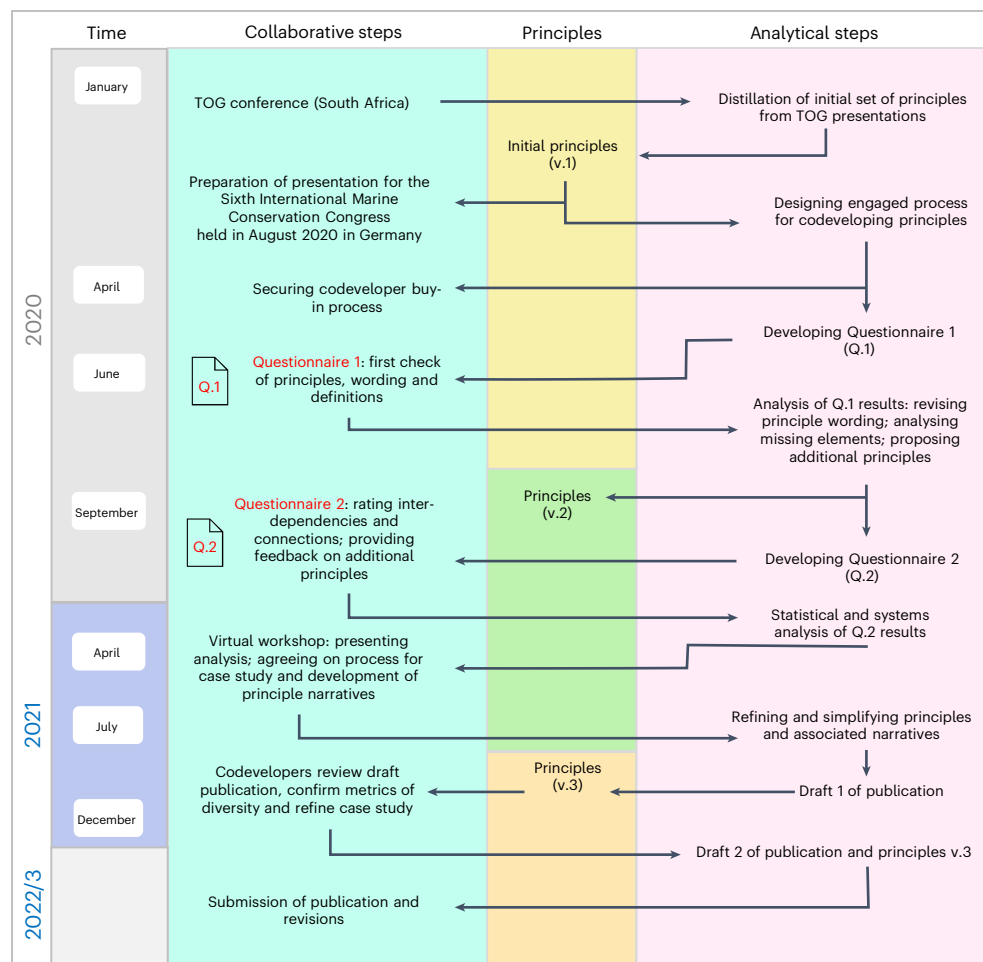 Time
Collaborative steps
Principles
Analytical steps
2020
January
TOG conference (South Africa)
Distillation of initial set of principles
from TOG presentations
Initial principles
(v.1)
Preparation of presentation for the
Sixth International Marine
Conservation Congress
held in August 2020 in Germany
Designing engaged process
for codeveloping principles
April
Securing codeveloper buy-
in process
Developing Questionnaire 1
(Q.1)
June
Q.1
Questionnaire 1: first check
of principles, wording and
definitions
Analysis of Q.1 results: revising
principle wording; analysing
missing elements; proposing
additional principles
September
Principles
(v.2)
Q.2
Questionnaire 2: rating inter-
dependencies and
connections; providing
feedback on additional
principles
Developing Questionnaire 2
(Q.2)
Statistical and systems
analysis of Q.2 results
2021
April
Virtual workshop: presenting
analysis; agreeing on process for
case study and development of
principle narratives
July
Refining and simplifying principles
and associated narratives
Principles
(v.3)
Codevelopers review draft
publication, confirm metrics of
diversity and refine case study
Draft 1 of publication
December
Draft 2 of publication and principles v.3
2022/3
Submission of publication and
revisions